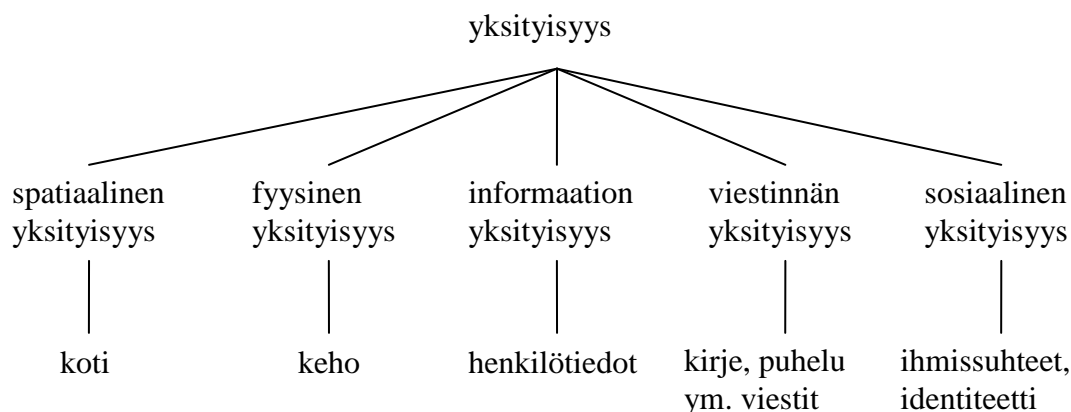 yksityisyys
spatiaalinen
yksityisyys
fyysinen
yksityisyys
informaation
yksityisyys
viestinnän
yksityisyys
sosiaalinen
yksityisyys
koti
keho
henkilötiedot
kirje, puhelu
ym. viestit
ihmissuhteet,
identiteetti